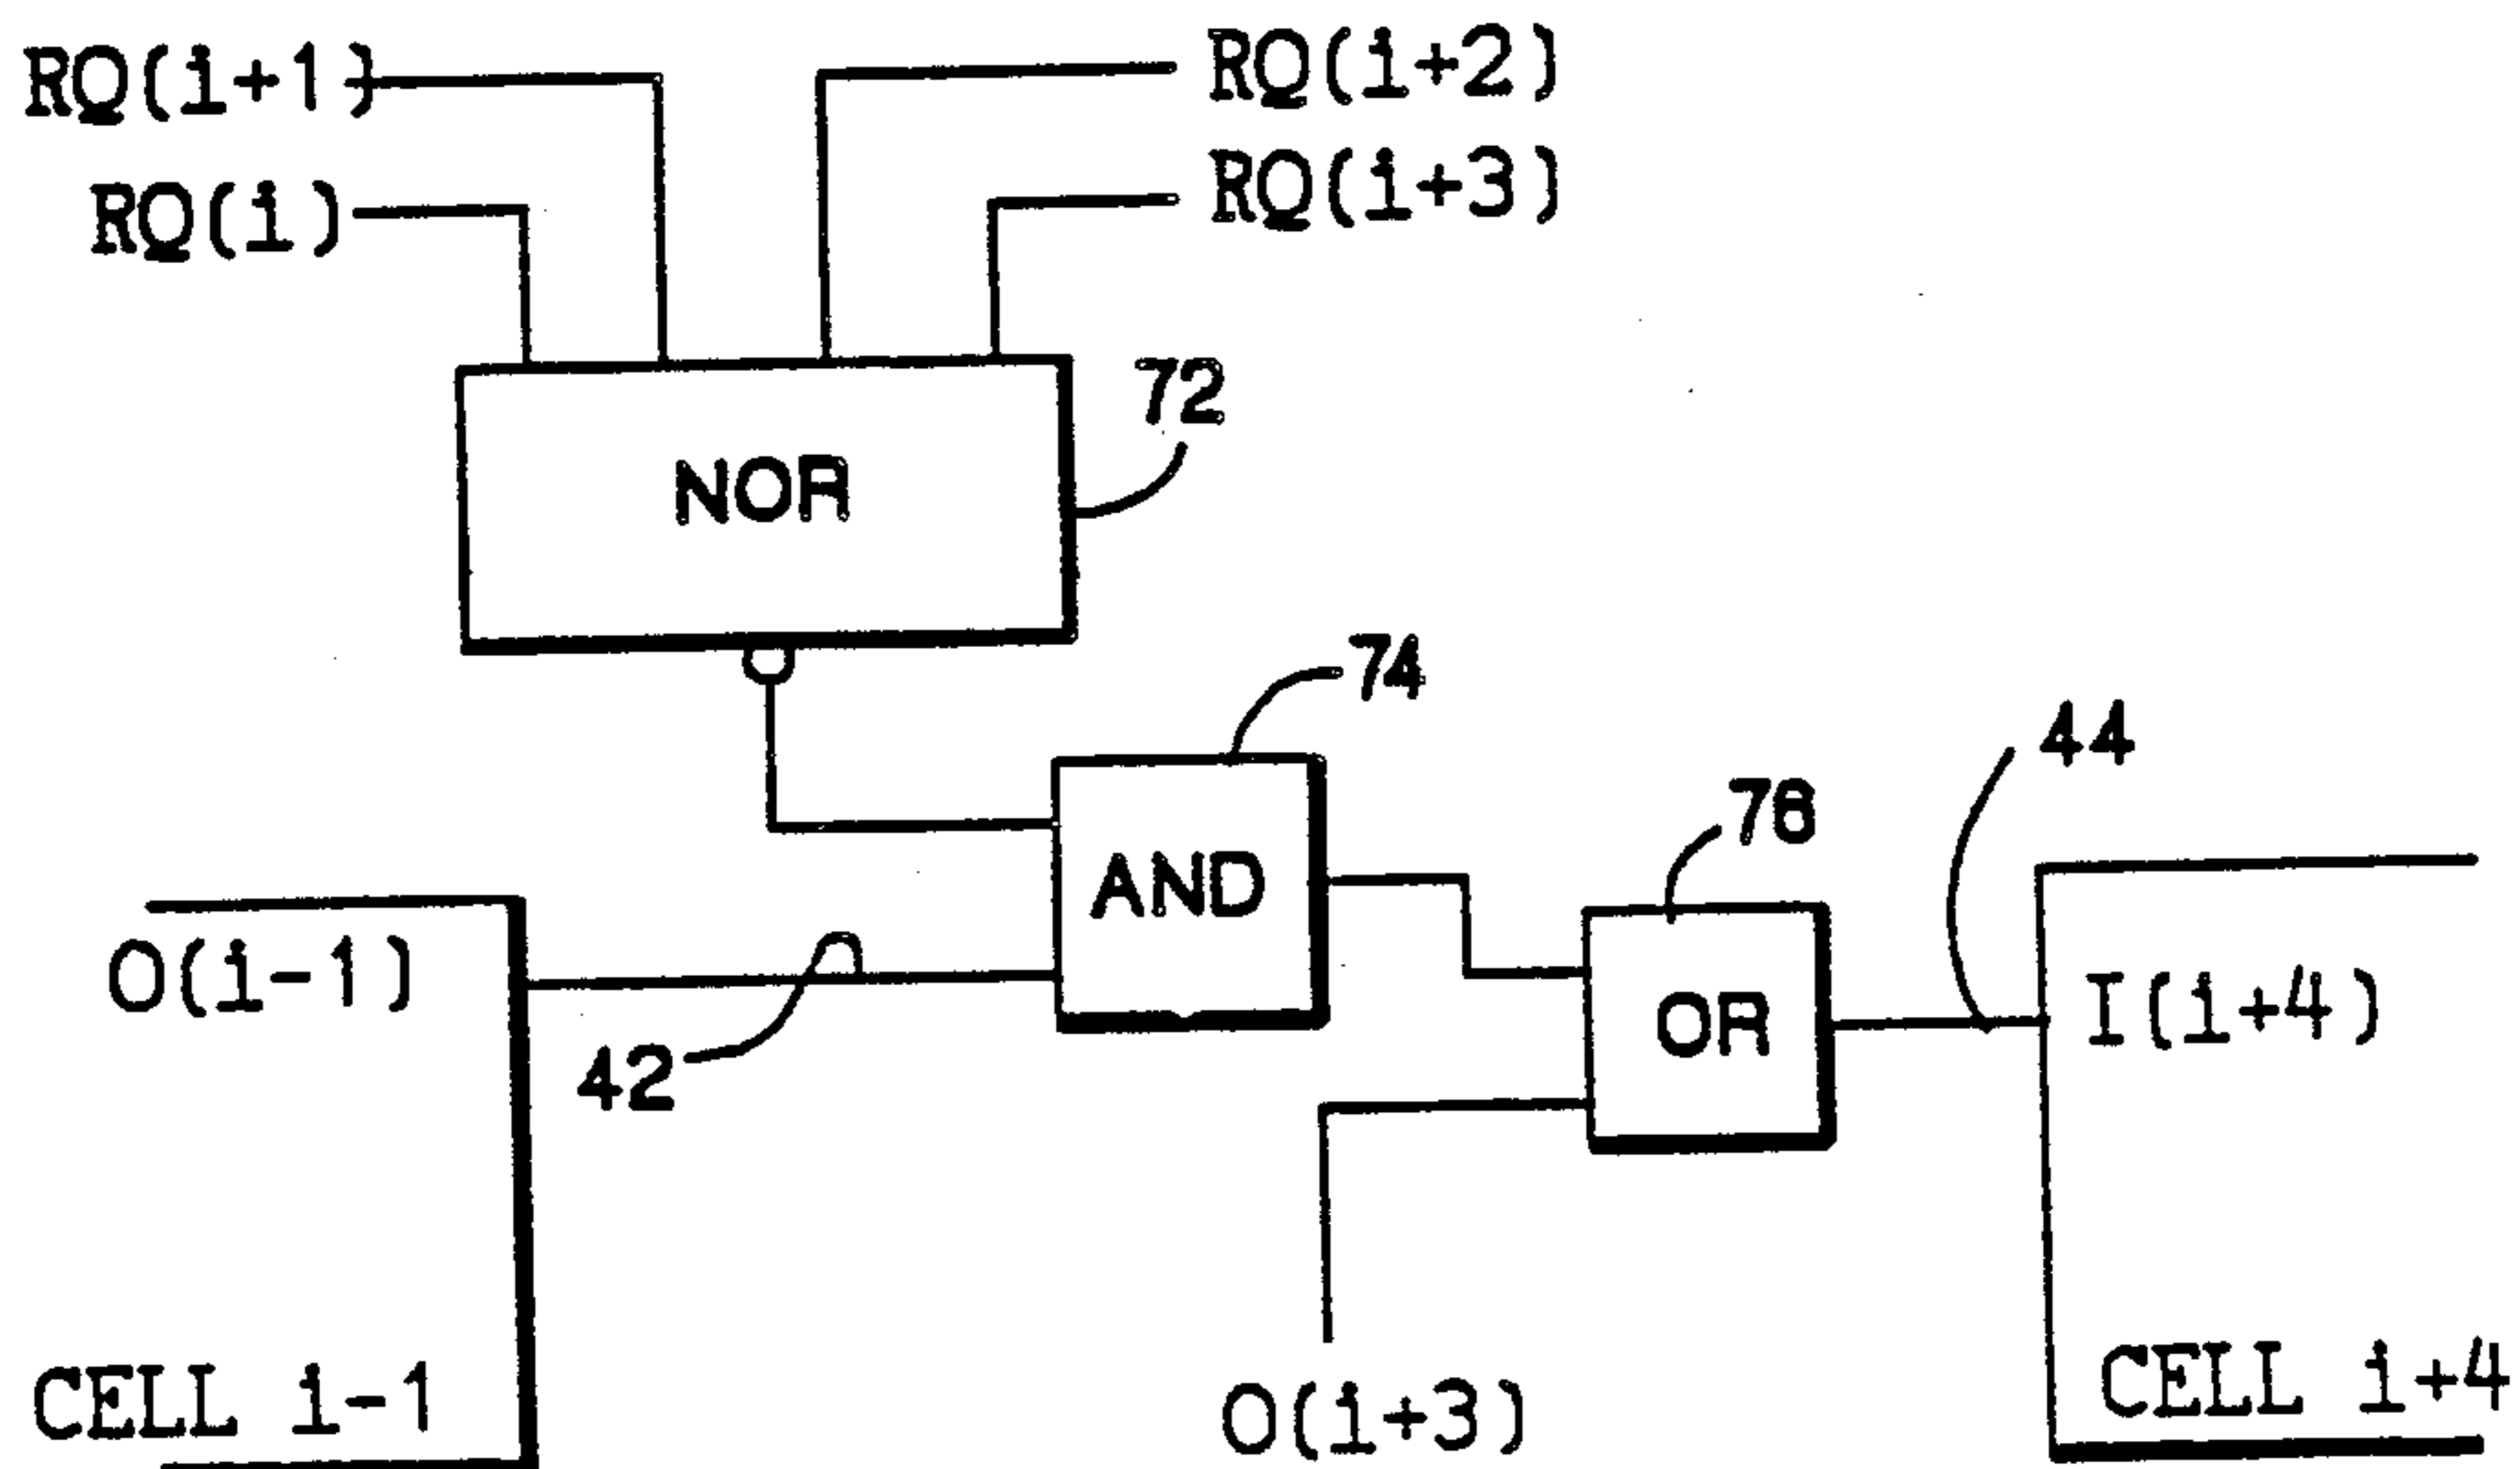 RQ(i+1)
RQ(i+2)
RQ(i)
RQ(i+3)
72
NOR
74
44
76
AND
O(i-1)
OR
I(i+4)
42
CELL i-1
O(i+3)
CELL i+4